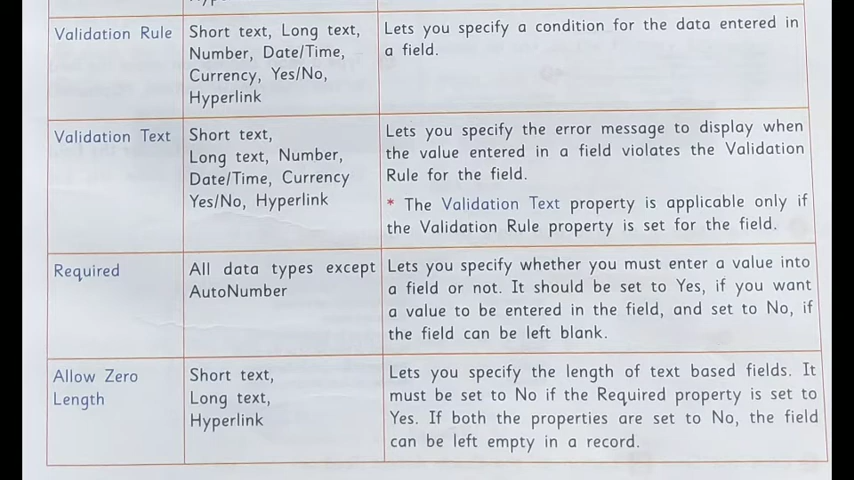 Validation Rule
Short text, Long text,
Number, Date/Time,
Currency, Yes/No,
Hyperlink
Lets you specify a condition for the data entered in
a field.
Validation Text
Short text,
Long text, Number,
Date/Time, Currency
Yes/No, Hyperlink
Lets you specify the error message to display when
the value entered in a field violates the Validation
Rule for the field.
* The Validation Text property is applicable only if
the Validation Rule property is set for the field.
Required
All data types except
AutoNumber
Lets you specify whether you must enter a value into
a field or not. It should be set to Yes, if you want
a value to be entered in the field, and set to No, if
the field can be left blank.
Allow Zero
Length
Short text,
Long text,
Hyperlink
Lets you specify the length of text based fields. It
must be set to No if the Required property is set to
Yes. If both the properties are set to No, the field
can be left empty in a record.